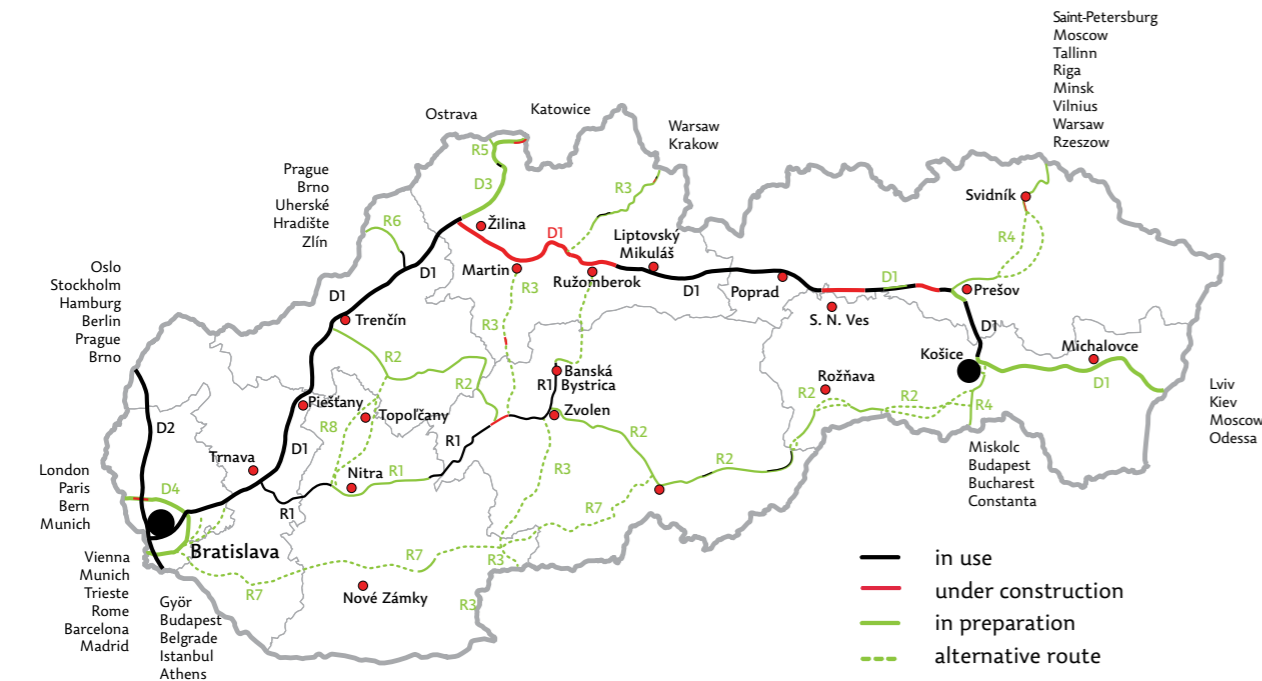 Saint-Petersburg
Moscow
Tallinn
Riga
Minsk
Vilnius
Warsaw
Rzeszow
Ostrava
Katowice
Warsaw
Krakow
Prague
Brno
Uherské
Hradište
Zlín
Oslo
Stockholm
Hamburg
Berlin
Prague
Brno
London
Paris
Bern
Munich
Vienna
Munich
Trieste
Rome
Barcelona
Madrid
Györ
Budapest
Belgrade
Istanbul
Athens
Miskolc
Budapest
Bucharest
Constanta
Lviv
Kiev
Moscow
Odessa
R5
D3
R3
R6
Žilina
D1
Liptovský
Mikuláš
Svidník
R4
D1
Martin
Ružomberok
D1
Poprad
D1
Prešov
D1
R3
S. N. Ves
D1
Trenčín
R3
Michalovce
Košice
R2
R2
Banská
Bystrica
R1
Rožňava
D1
Piešťany
Topoľčany
Zvolen
R2
R2
R4
D2
R8
D1
R1
R2
Trnava
R2
R3
Nitra
R1
D4
R1
R7
Bratislava
R7
R3
R7
Nové Zámky
R3
in use
under construction
in preparation
alternative route